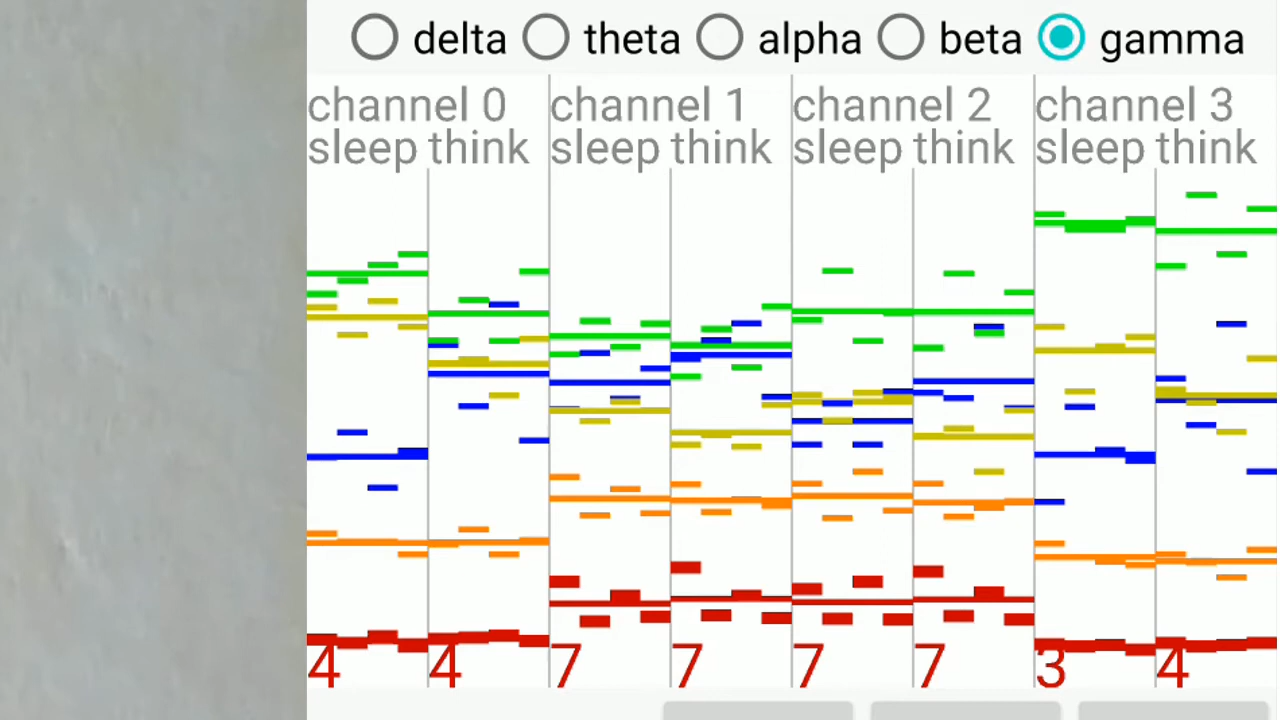 delta theta alpha beta gamma
channel 0 channel 1 channel 2 channel 3
sleep think sleep think sleep think sleep think
4 4 7 7 7 7 3 4